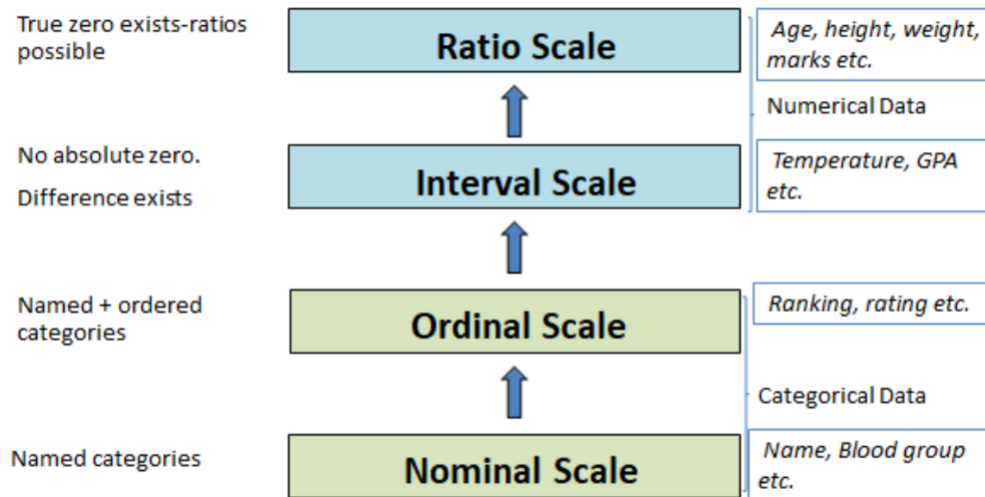 True zero exists-ratios
possible
Ratio Scale
Age, height, weight,
marks etc.
Numerical Data
No absolute zero.
Difference exists
Interval Scale
Temperature, GPA
etc.
Named + ordered
categories
Ordinal Scale
Ranking, rating etc.
Categorical Data
Named categories
Nominal Scale
Name, Blood group
etc.